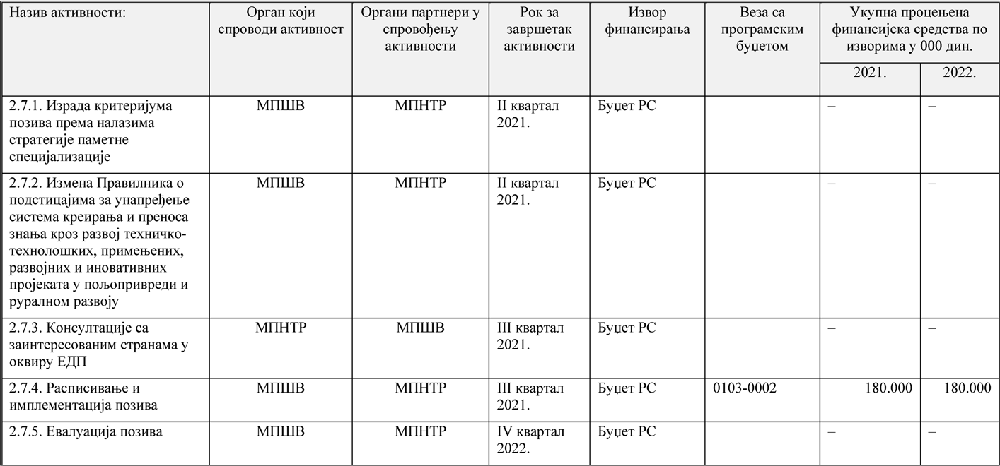 Назив активности:
Орган који
спроводи активност
Органи партнери у
спровођењу
активности
Рок за
завршетак
активности
Извор
финансирања
Веза са
програмским
буџетом
Укупна процењена
финансијска средства по
изворима у 000 дин.
2021.
2022.
2.7.1. Израда критеријума
позива према налазима
стратегије паметне
специјализације
МПШВ
МПНТР
II квартал
2021.
Буџет РС
–
–
2.7.2. Измена Правилника о
подстицајима за унапређење
система креирања и преноса
знања кроз развој техничко-
технолошких, примењених,
развојних и иновативних
пројеката у пољопривреди и
руралном развоју
МПШВ
МПНТР
II квартал
2021.
Буџет РС
–
–
2.7.3. Консултације са
заинтересованим странама у
оквиру ЕДП
МПНТР
МПШВ
III квартал
2021.
Буџет РС
–
–
2.7.4. Расписивање и
имплементација позива
МПШВ
МПНТР
III квартал
2021.
Буџет РС
0103-0002
180.000
180.000
2.7.5. Евалуација позива
МПШВ
МПНТР
IV квартал
2022.
Буџет РС
–
–